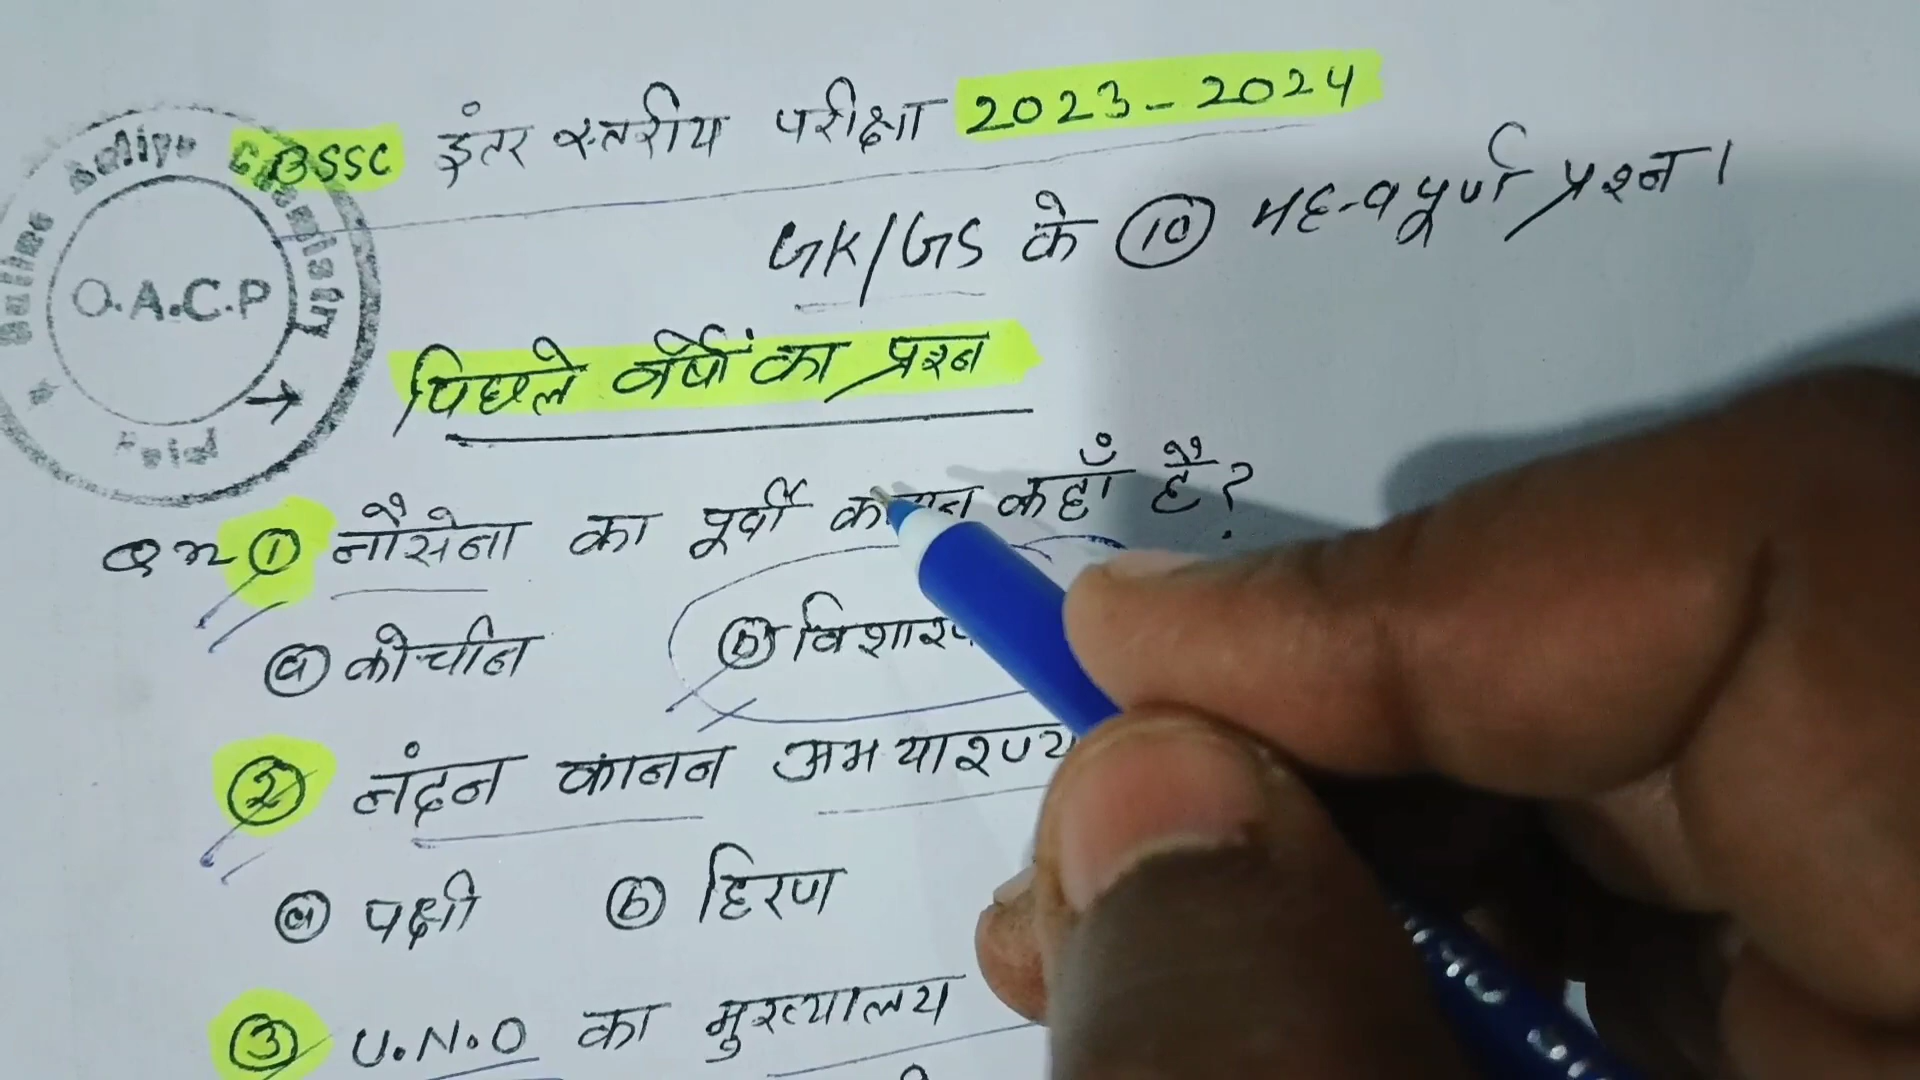 BSSC इंतर स्तरीय परीक्षा 2023-2024
GK/GS के 10 महत्वपूर्ण प्रश्न।
O.A.C.P
→ पिछले वर्षों का प्रश्न
① नौसेना का पूर्वी कहाँ है?
ⓐ कोचीन ⓑ
② नंदन कानन अभयारण्य
ⓐ पक्षी ⓑ हिरण
③ U.N.O का मुख्यालय